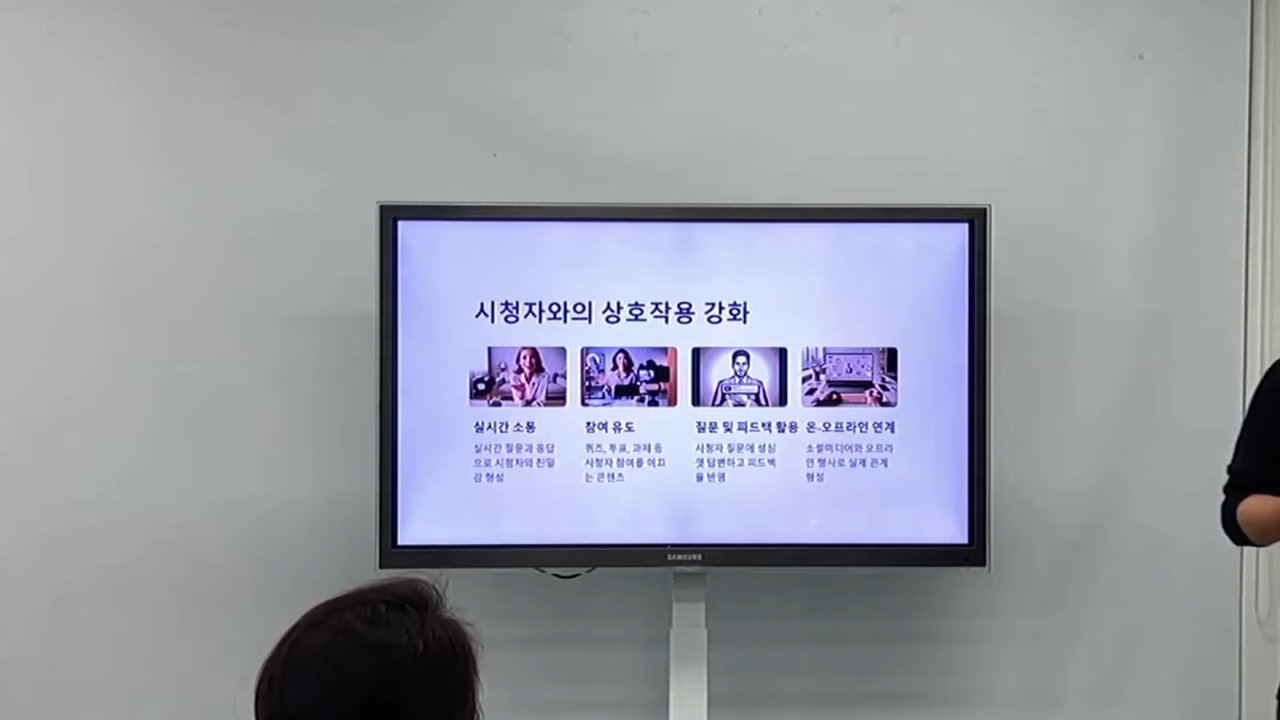 시청자와의 상호작용 강화
실시간 소통
실시간 질문과 응답
으로 시청자와 친밀
감 형성
참여 유도
퀴즈, 투표, 과제 등
시청자 참여를 이끄
는 콘텐츠
질문 및 피드백 활용
시청자 질문에 성심
껏 답변하고 피드백
을 반영
온-오프라인 연계
소셜미디어와 오프라
인 행사로 실제 관계
형성
SAMSUNG